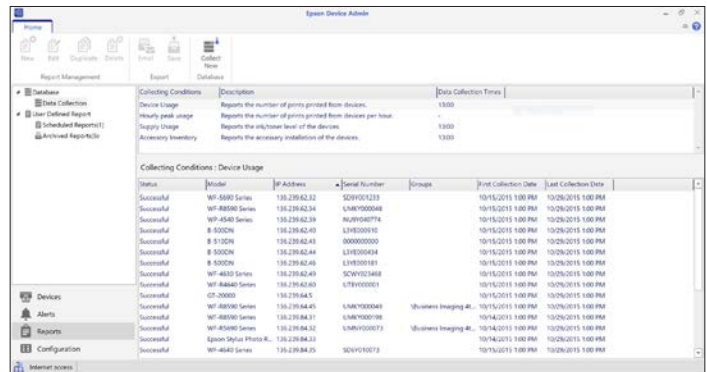 Epson Device Admin
Home
New Edit Duplicate Delete Email Save Collect Now
Report Management Export Database
Database
Data Collection
User Defined Report
Scheduled Reports(1)
Archived Reports(3)
Collecting Conditions Description Data Collection Times
Device Usage Reports the number of prints printed from devices. 13:00
Hourly peak usage Reports the number of prints printed from devices per hour. -
Supply Usage Reports the ink/toner level of the devices. 13:00
Accessory Inventory Reports the accessory installation of the devices. 13:00
Collecting Conditions : Device Usage
Status Model IP Address Serial Number Groups First Collection Date Last Collection Date
Successful WF-5690 Series 10/15/2015 1:00 PM 10/29/2015 1:00 PM
Successful WF-R8590 Series 10/15/2015 1:00 PM 10/29/2015 1:00 PM
Successful WP-4540 Series 10/15/2015 1:00 PM 10/29/2015 1:00 PM
Successful B-500DN 10/15/2015 1:00 PM 10/29/2015 1:00 PM
Successful B-510DN 0000000000 10/15/2015 1:00 PM 10/29/2015 1:00 PM
Successful B-500DN 10/15/2015 1:00 PM 10/29/2015 1:00 PM
Successful B-500DN 10/15/2015 1:00 PM 10/29/2015 1:00 PM
Successful WF-4630 Series 10/15/2015 1:00 PM 10/29/2015 1:00 PM
Successful WF-R4640 Series 10/15/2015 1:00 PM 10/29/2015 1:00 PM
Successful GT-20000 10/15/2015 1:00 PM 10/29/2015 1:00 PM
Successful WF-R8590 Series \Business Imaging 4t... 10/15/2015 1:00 PM 10/29/2015 1:00 PM
Successful WF-R8590 Series 10/14/2015 1:00 PM 10/29/2015 1:00 PM
Successful WF-R5690 Series \Business Imaging 4t... 10/14/2015 1:00 PM 10/29/2015 1:00 PM
Successful Epson Stylus Photo R... 10/15/2015 1:00 PM 10/29/2015 1:00 PM
Successful WF-4640 Series 10/15/2015 1:00 PM 10/29/2015 1:00 PM
Devices
Alerts
Reports
Configuration
Internet access